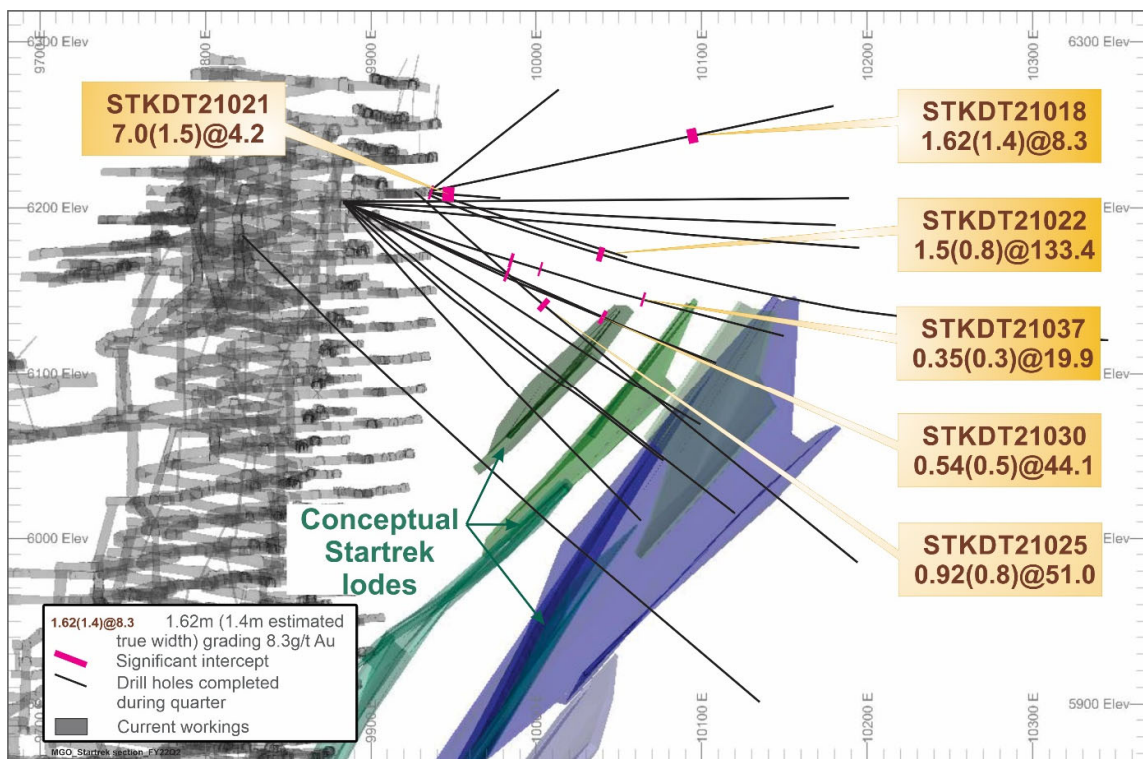 6300 Elev
9700 E
9800 E
9900 E
10000 E
10100 E
10200 E
10300 E
6300 Elev
STKDT21021
7.0(1.5)@4.2
STKDT21018
1.62(1.4)@8.3
6200 Elev
STKDT21022
1.5(0.8)@133.4
STKDT21037
0.35(0.3)@19.9
6100 Elev
STKDT21030
0.54(0.5)@44.1
6000 Elev
Conceptual
Startrek
lodes
STKDT21025
0.92(0.8)@51.0
1.62(1.4)@8.3 1.62m (1.4m estimated
true width) grading 8.3g/t Au
Significant intercept
Drill holes completed
during quarter
Current workings
MGO_Startrek section_FY22Q2
9900 E
10000 E
10100 E
10200 E
10300 E
5900 Elev